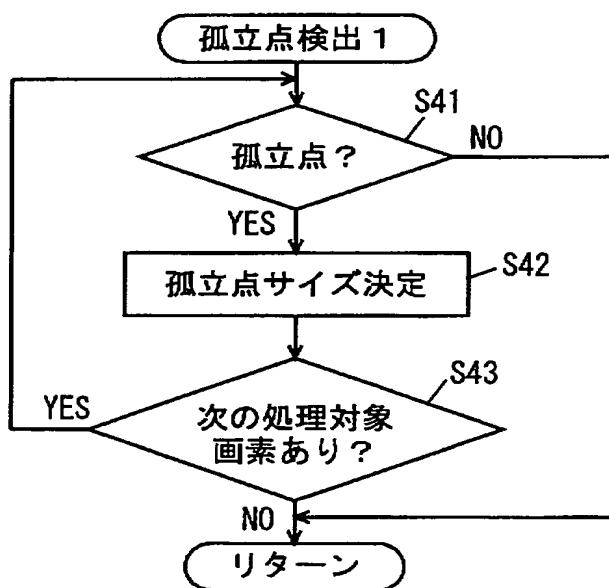 孤立点検出1
S41
孤立点?
NO
YES
孤立点サイズ決定
S42
S43
YES
次の処理対象
画素あり?
NO
リターン